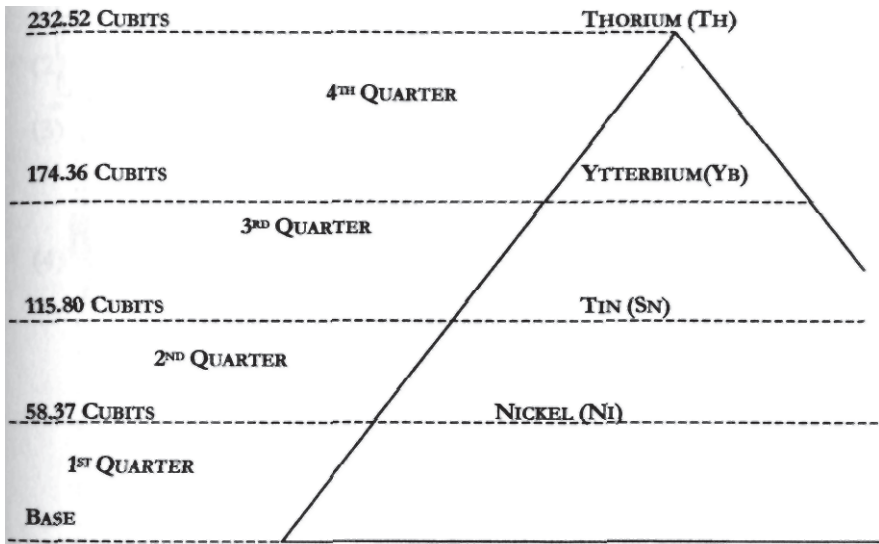 232.52 CUBITS THORIUM (TH)
4TH QUARTER
174.36 CUBITS YTTERBIUM(YB)
3RD QUARTER
115.80 CUBITS TIN (SN)
2ND QUARTER
58.37 CUBITS NICKEL (NI)
1ST QUARTER
BASE